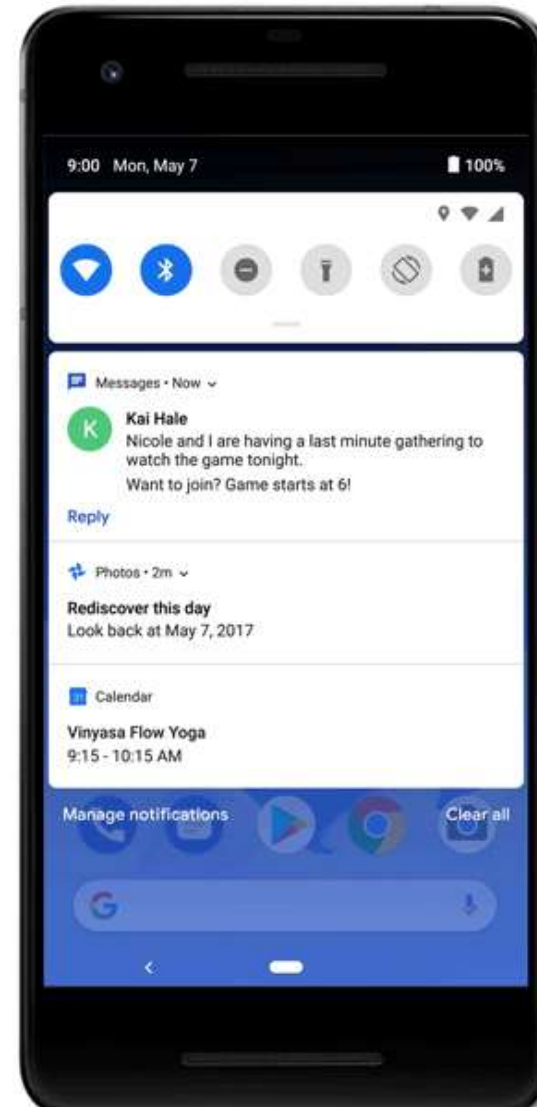 9:00 Mon, May 7 100%
Messages • Now
K
Kai Hale
Nicole and I are having a last minute gathering to
watch the game tonight.
Want to join? Game starts at 6!
Reply
Photos • 2m
Rediscover this day
Look back at May 7, 2017
31 Calendar
Vinyasa Flow Yoga
9:15 - 10:15 AM
Manage notifications Clear all
G